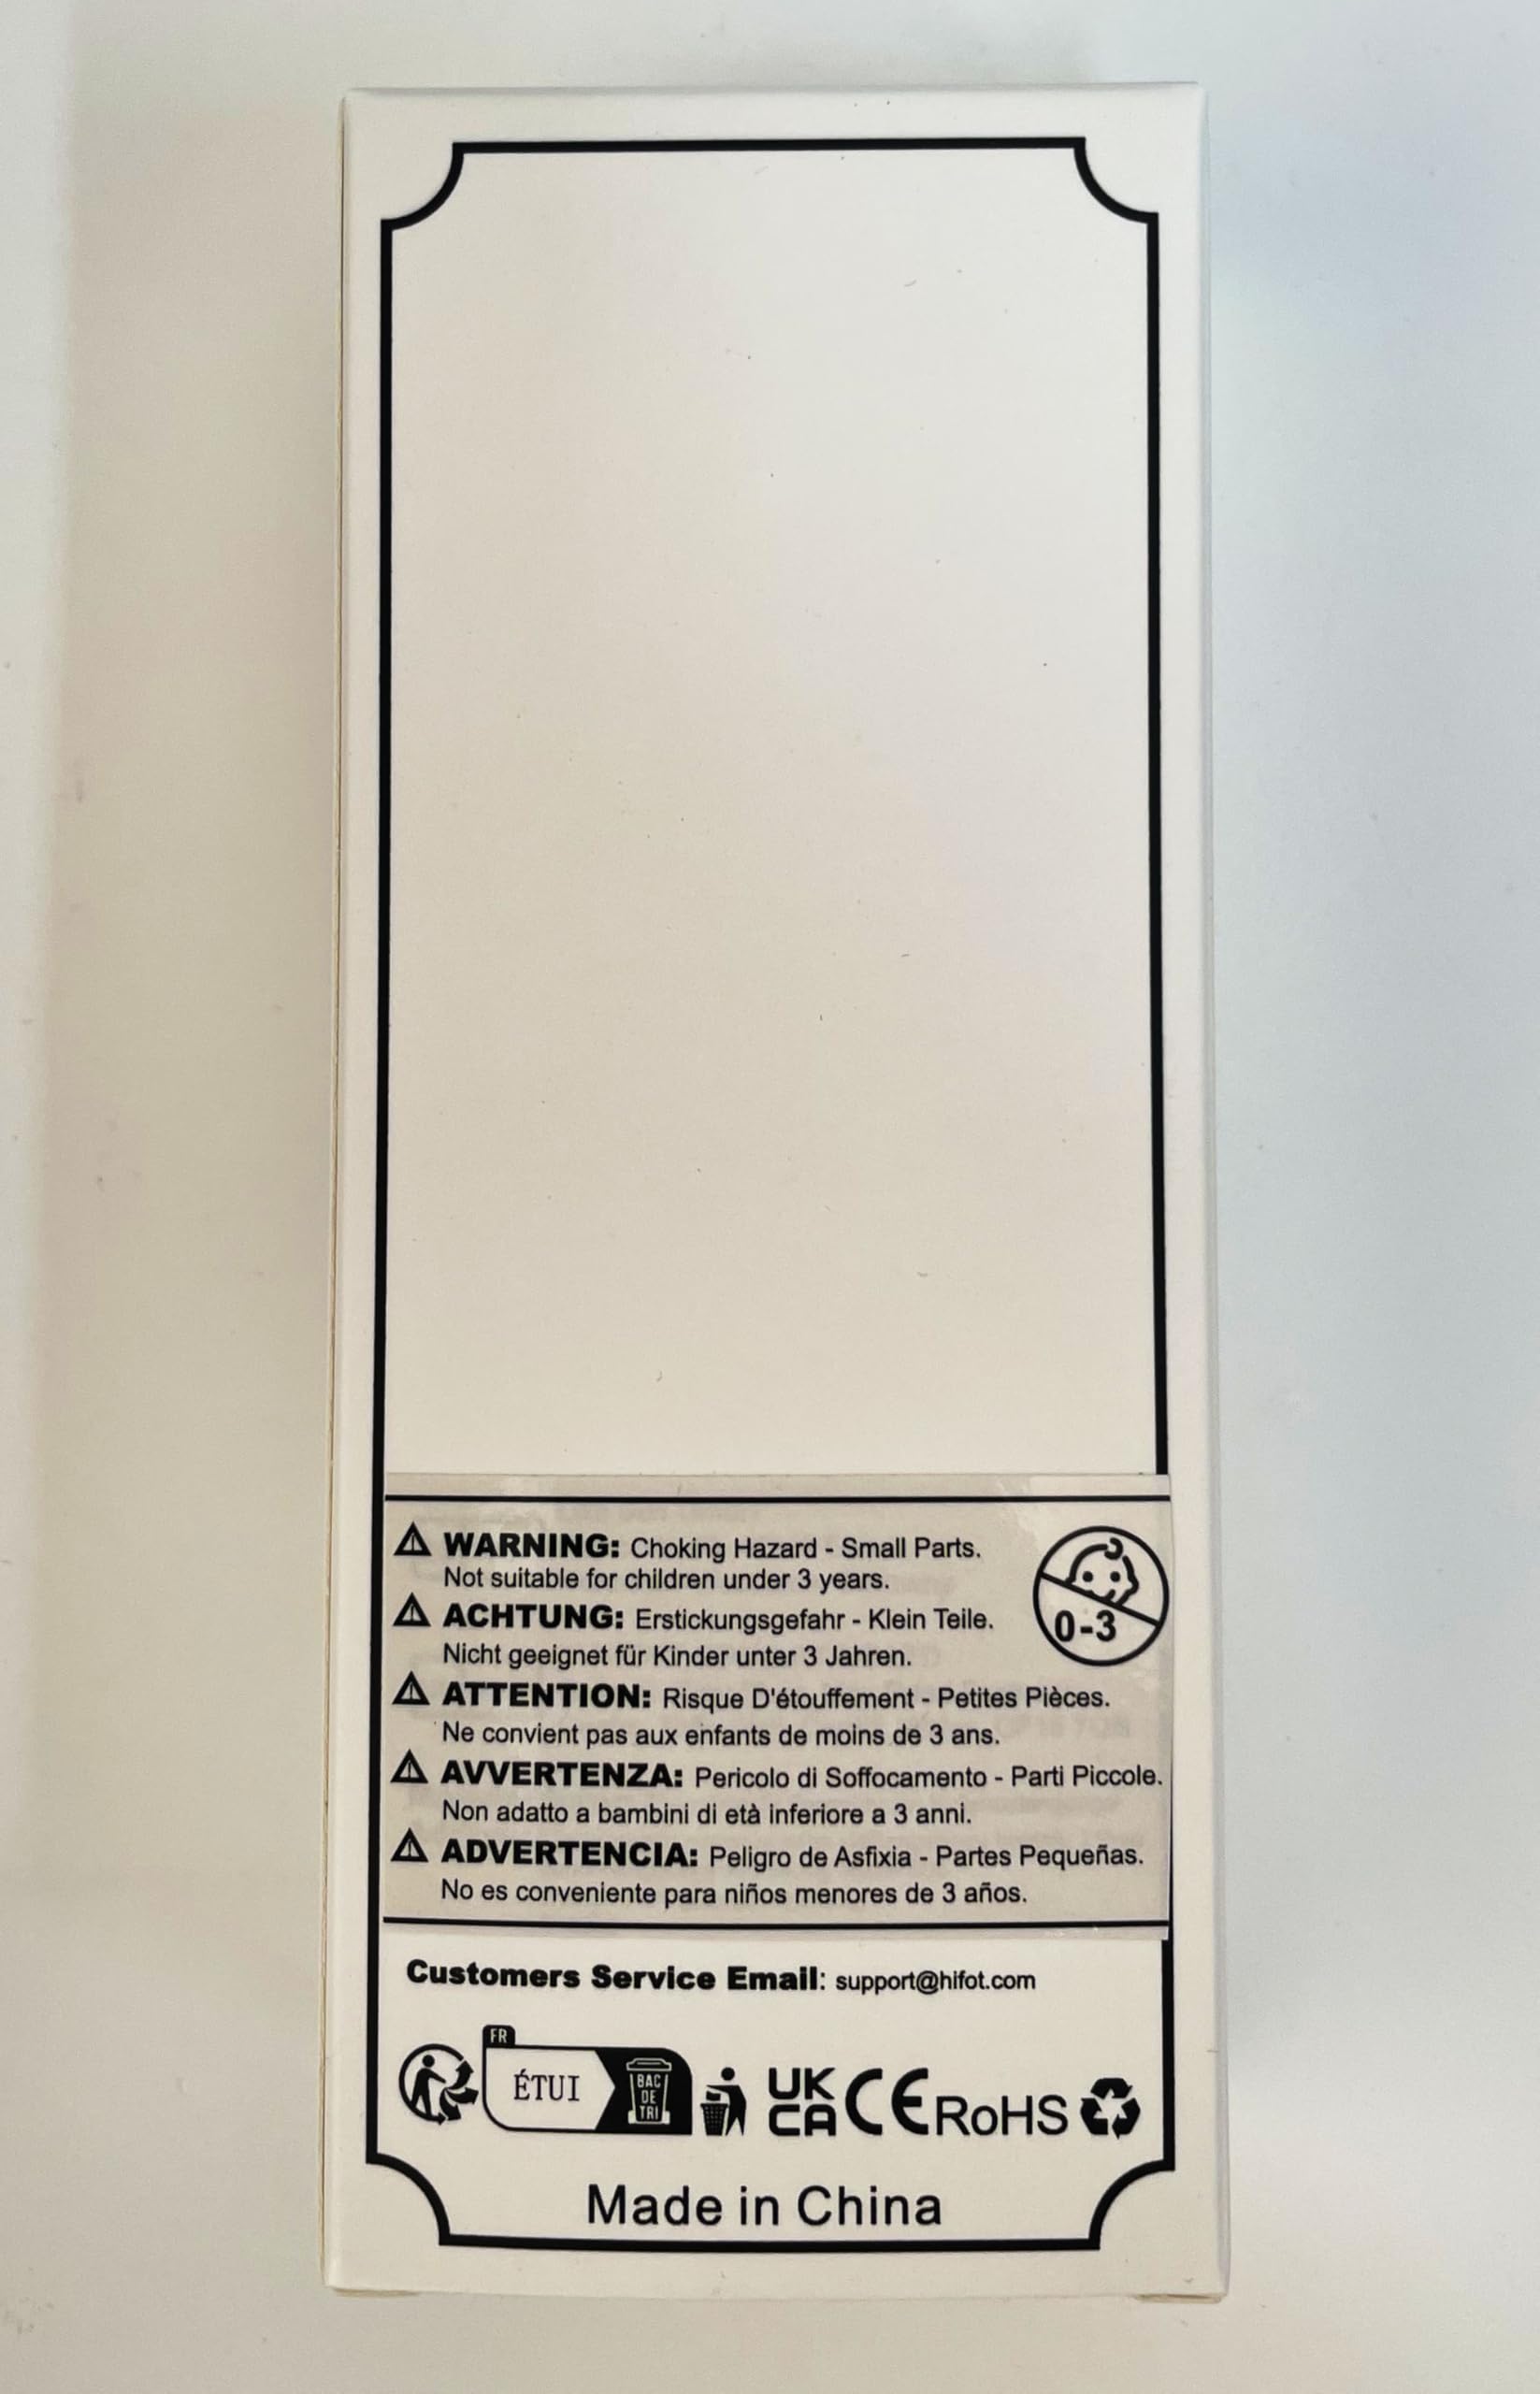 WARNING: Choking Hazard - Small Parts.
Not suitable for children under 3 years.
0-3
ACHTUNG: Erstickungsgefahr - Klein Teile.
Nicht geeignet für Kinder unter 3 Jahren.
ATTENTION: Risque D'étouffement - Petites Pièces.
Ne convient pas aux enfants de moins de 3 ans.
AVVERTENZA: Pericolo di Soffocamento - Parti Piccole.
Non adatto a bambini di età inferiore a 3 anni.
ADVERTENCIA: Peligro de Asfixia - Partes Pequeñas.
No es conveniente para niños menores de 3 años.
Customers Service Email: support@hifot.com
FR
ÉTUI
BAC
DE
TRI
UK
CA
CE
RoHS
Made in China